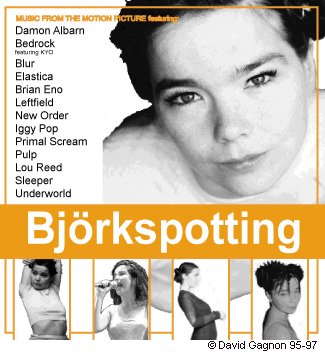 MUSIC FROM THE MOTION PICTURE featuring:
Damon Albarn
Bedrock
featuring KYO
Blur
Elastica
Brian Eno
Leftfield
New Order
Iggy Pop
Primal Scream
Pulp
Lou Reed
Sleeper
Underworld
Björkspotting
© David Gagnon 95-97